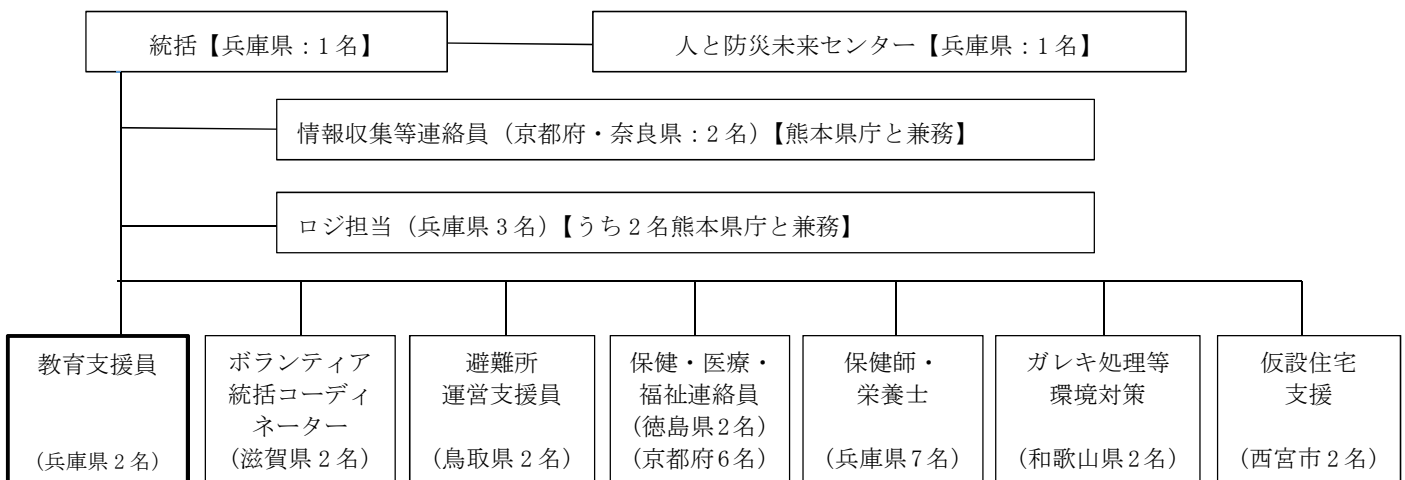 統括【兵庫県：1名】
人と防災未来センター【兵庫県：1名】
情報収集等連絡員（京都府・奈良県：2名）【熊本県庁と兼務】
ロジ担当（兵庫県3名）【うち2名熊本県庁と兼務】
教育支援員
（兵庫県2名）
ボランティア
統括コーディ
ネーター
（滋賀県2名）
避難所
運営支援員
（鳥取県2名）
保健・医療・
福祉連絡員
（徳島県2名）
（京都府6名）
保健師・
栄養士
（兵庫県7名）
ガレキ処理等
環境対策
（和歌山県2名）
仮設住宅
支援
（西宮市2名）